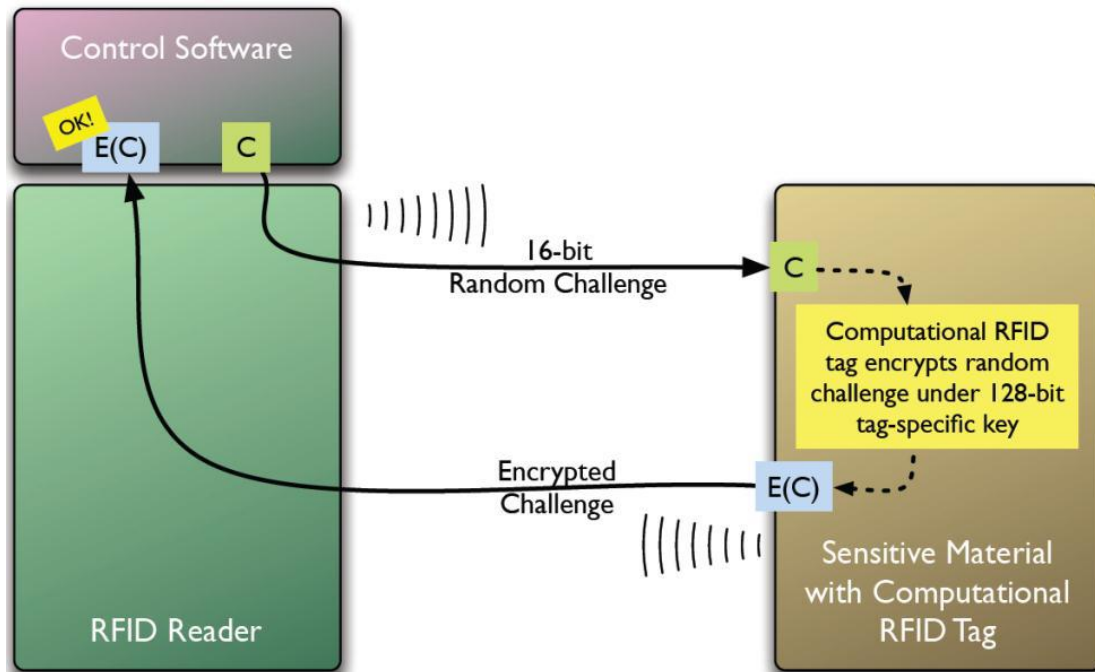 Control Software
OK!
E(C)
C
16-bit
Random Challenge
C
Computational RFID
tag encrypts random
challenge under 128-bit
tag-specific key
Encrypted
Challenge
E(C)
Sensitive Material
with Computational
RFID Tag
RFID Reader